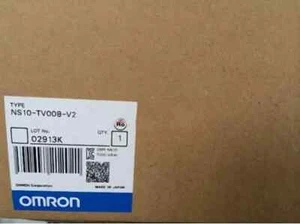 TYPE
NS10-TV00B-V2
LOT No. QTY
02913K 1
OMRON Corporation MADE IN JAPAN
OMRON